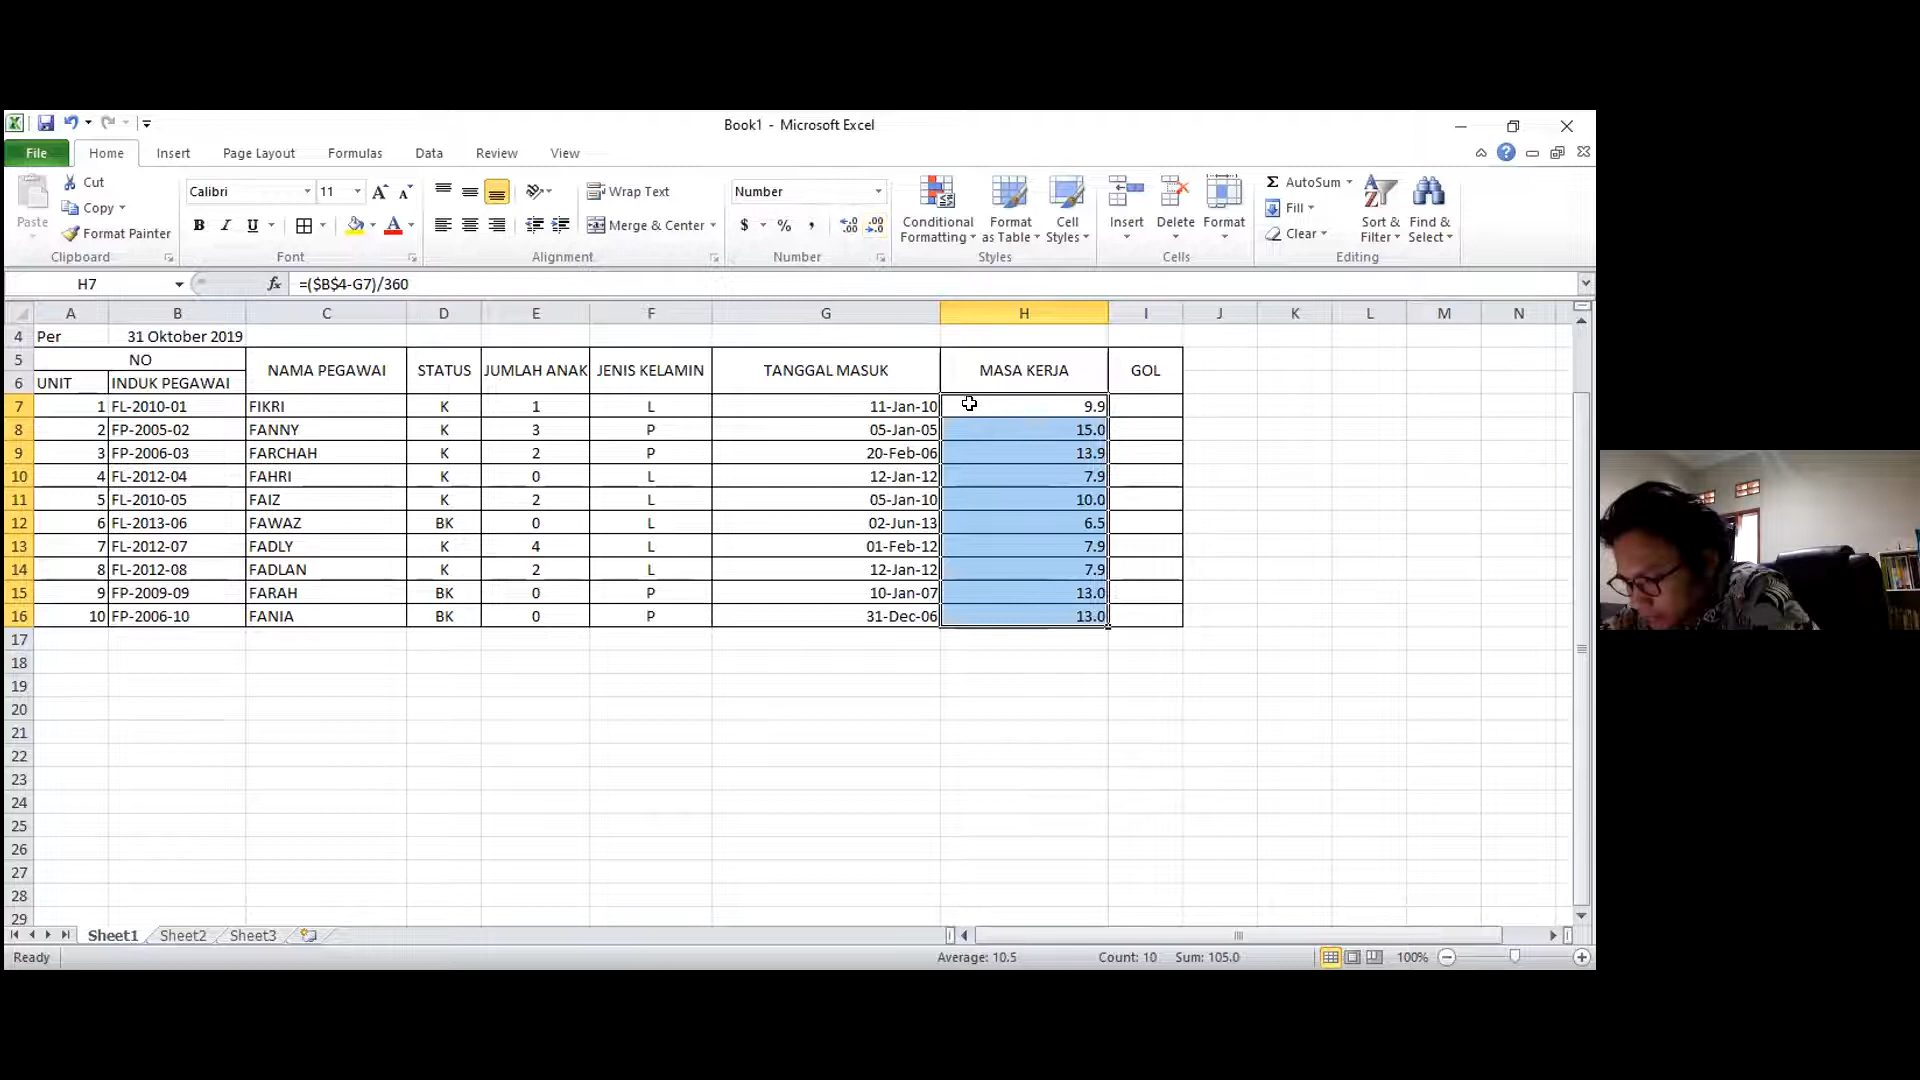 Book1 - Microsoft Excel
File Home Insert Page Layout Formulas Data Review View
Paste Cut Copy Format Painter Clipboard
Calibri 11 B I U A A A Font
Wrap Text Merge & Center Alignment
Number $ % , .0 .00 .00 .0 Number
Conditional Formatting Format as Table Cell Styles Styles
Insert Delete Format Cells
Σ AutoSum Fill Clear Sort & Filter Find & Select Editing
H7 fx =($B$4-G7)/360
A B C D E F G H I J K L M N
4 Per 31 Oktober 2019
5 NO NAMA PEGAWAI STATUS JUMLAH ANAK JENIS KELAMIN TANGGAL MASUK MASA KERJA GOL
6 UNIT INDUK PEGAWAI
7 1 FL-2010-01 FIKRI K 1 L 11-Jan-10 9.9
8 2 FP-2005-02 FANNY K 3 P 05-Jan-05 15.0
9 3 FP-2006-03 FARCHAH K 2 P 20-Feb-06 13.9
10 4 FL-2012-04 FAHRI K 0 L 12-Jan-12 7.9
11 5 FL-2010-05 FAIZ K 2 L 05-Jan-10 10.0
12 6 FL-2013-06 FAWAZ BK 0 L 02-Jun-13 6.5
13 7 FL-2012-07 FADLY K 4 L 01-Feb-12 7.9
14 8 FL-2012-08 FADLAN K 2 L 12-Jan-12 7.9
15 9 FP-2009-09 FARAH BK 0 P 10-Jan-07 13.0
16 10 FP-2006-10 FANIA BK 0 P 31-Dec-06 13.0
17
18
19
20
21
22
23
24
25
26
27
28
29
Sheet1 Sheet2 Sheet3
Ready Average: 10.5 Count: 10 Sum: 105.0 100%